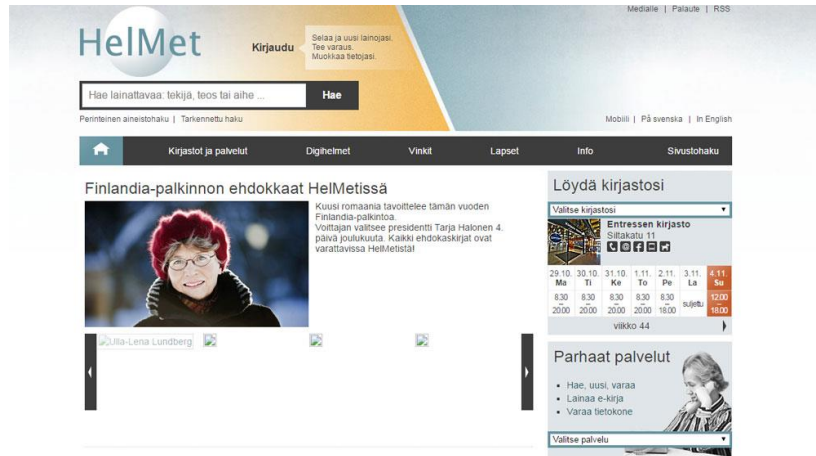 Medialle | Palaute | RSS
HelMet
Kirjaudu
Selaa ja uusi lainojasi.
Tee varaus.
Muokkaa tietojasi.
Hae lainattavaa: tekijä, teos tai aihe ...
Hae
Perinteinen aineistohaku | Tarkennettu haku
Mobiili | På svenska | In English
Kirjastot ja palvelut Digihelmet Vinkit Lapset Info Sivustohaku
Finlandia-palkinnon ehdokkaat HelMetissä
Kuusi romaania tavoittelee tämän vuoden
Finlandia-palkintoa.
Voittajan valitsee presidentti Tarja Halonen 4.
päivä joulukuuta. Kaikki ehdokaskirjat ovat
varattavissa HelMetistä!
Ulla-Lena Lundberg
Löydä kirjastosi
Valitse kirjastosi
Entressen kirjasto
Siltakatu 11
29.10. 30.10. 31.10. 1.11. 2.11. 3.11. 4.11.
Ma Ti Ke To Pe La Su
8.30 8.30 8.30 8.30 8.30 suljettu 12.00
– – – – – –
20.00 20.00 20.00 20.00 18.00 18.00
viikko 44
Parhaat palvelut
Hae, uusi, varaa
Lainaa e-kirja
Varaa tietokone
Valitse palvelu